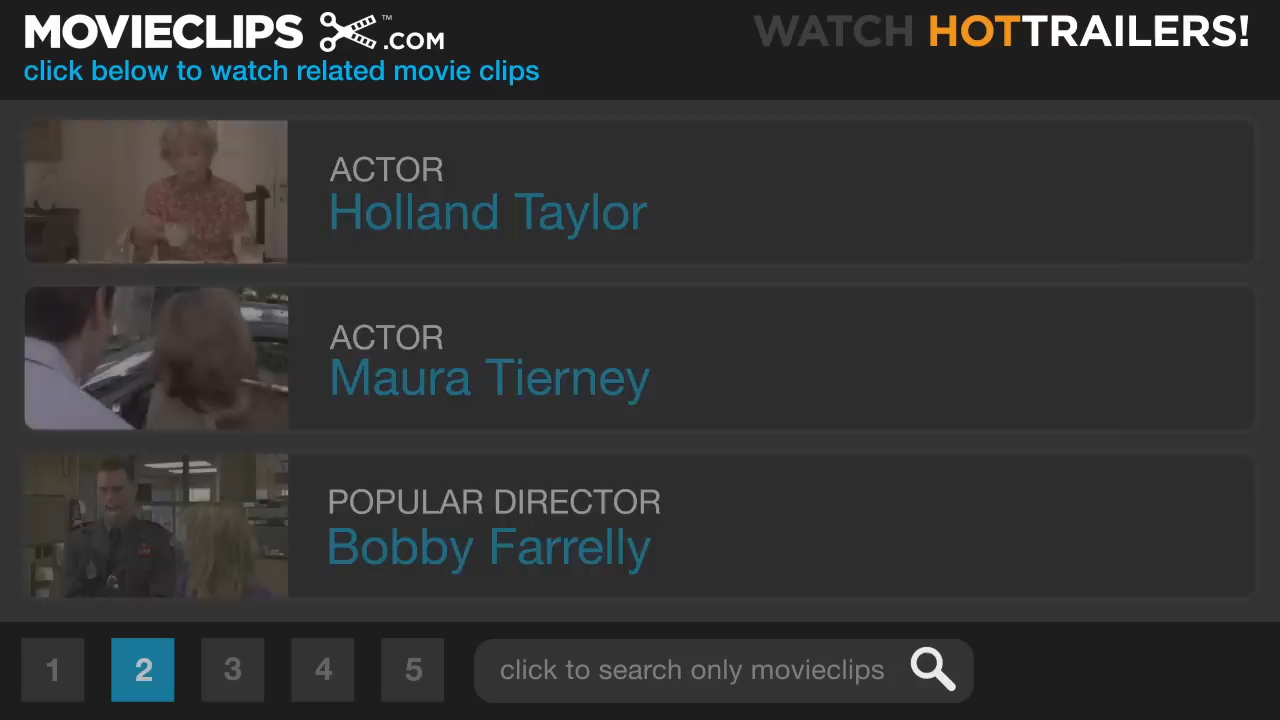 MOVIECLIPS ™ .COM
WATCH HOTTRAILERS!
click below to watch related movie clips
ACTOR
Holland Taylor
ACTOR
Maura Tierney
POPULAR DIRECTOR
Bobby Farrelly
1 2 3 4 5 click to search only movieclips